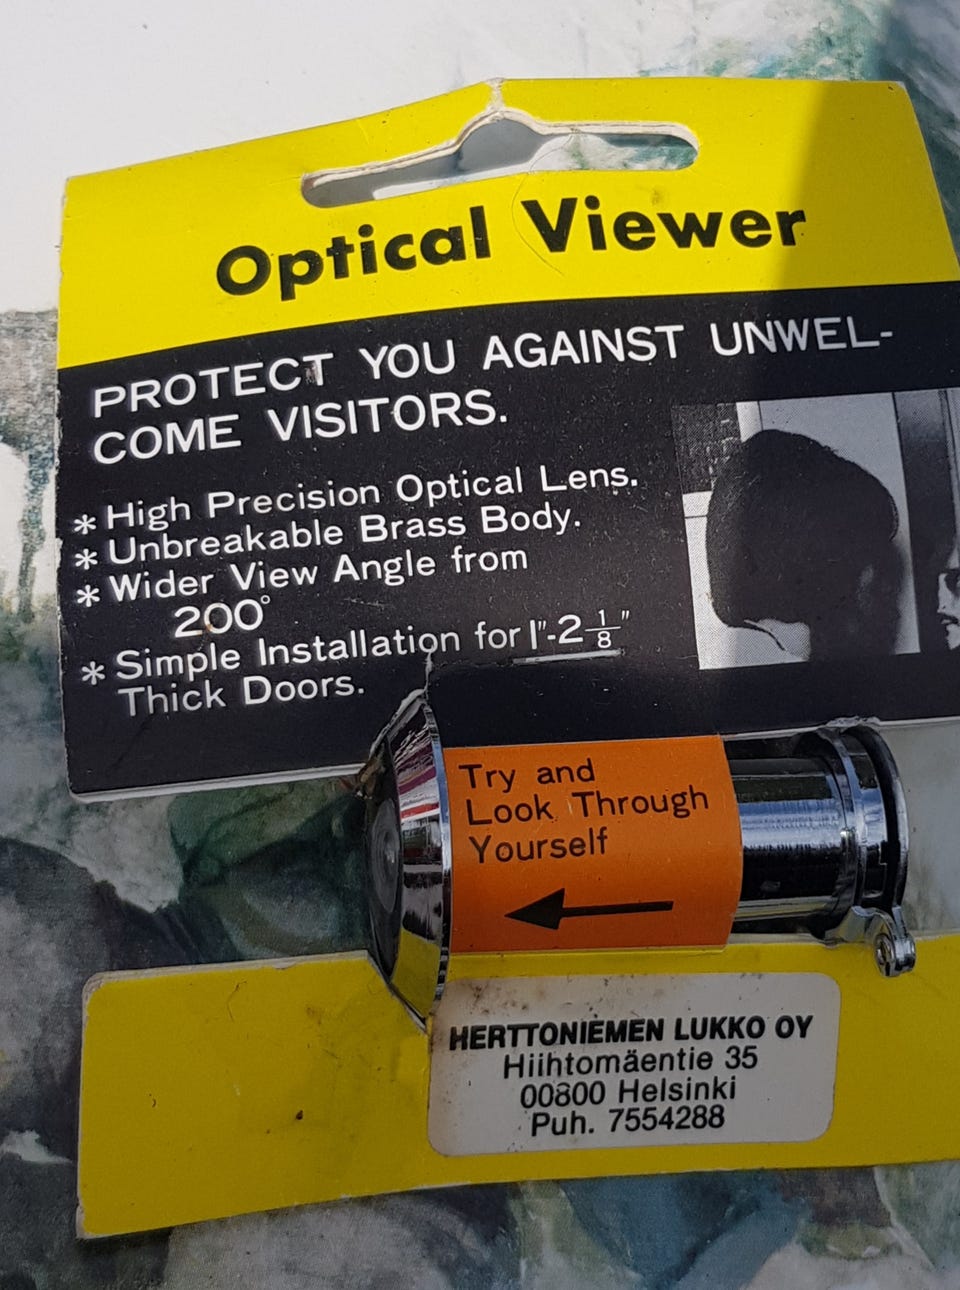 Optical Viewer
PROTECT YOU AGAINST UNWEL-
COME VISITORS.
* High Precision Optical Lens.
* Unbreakable Brass Body.
* Wider View Angle from
200°
* Simple Installation for 1"-2 1/8"
Thick Doors.
Try and
Look Through
Yourself
HERTTONIEMEN LUKKO OY
Hiihtomäentie 35
00800 Helsinki
Puh. 7554288